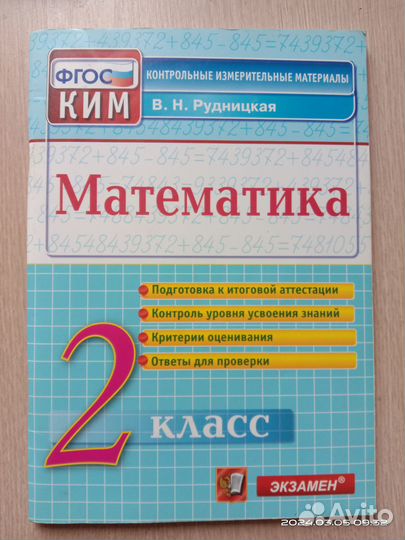 ФГОС
КИМ
КОНТРОЛЬНЫЕ ИЗМЕРИТЕЛЬНЫЕ МАТЕРИАЛЫ
В. Н. Рудницкая
Математика
Подготовка к итоговой аттестации
Контроль уровня усвоения знаний
Критерии оценивания
Ответы для проверки
2 класс
ЭКЗАМЕН®
Avito
2024.03.05 09:32